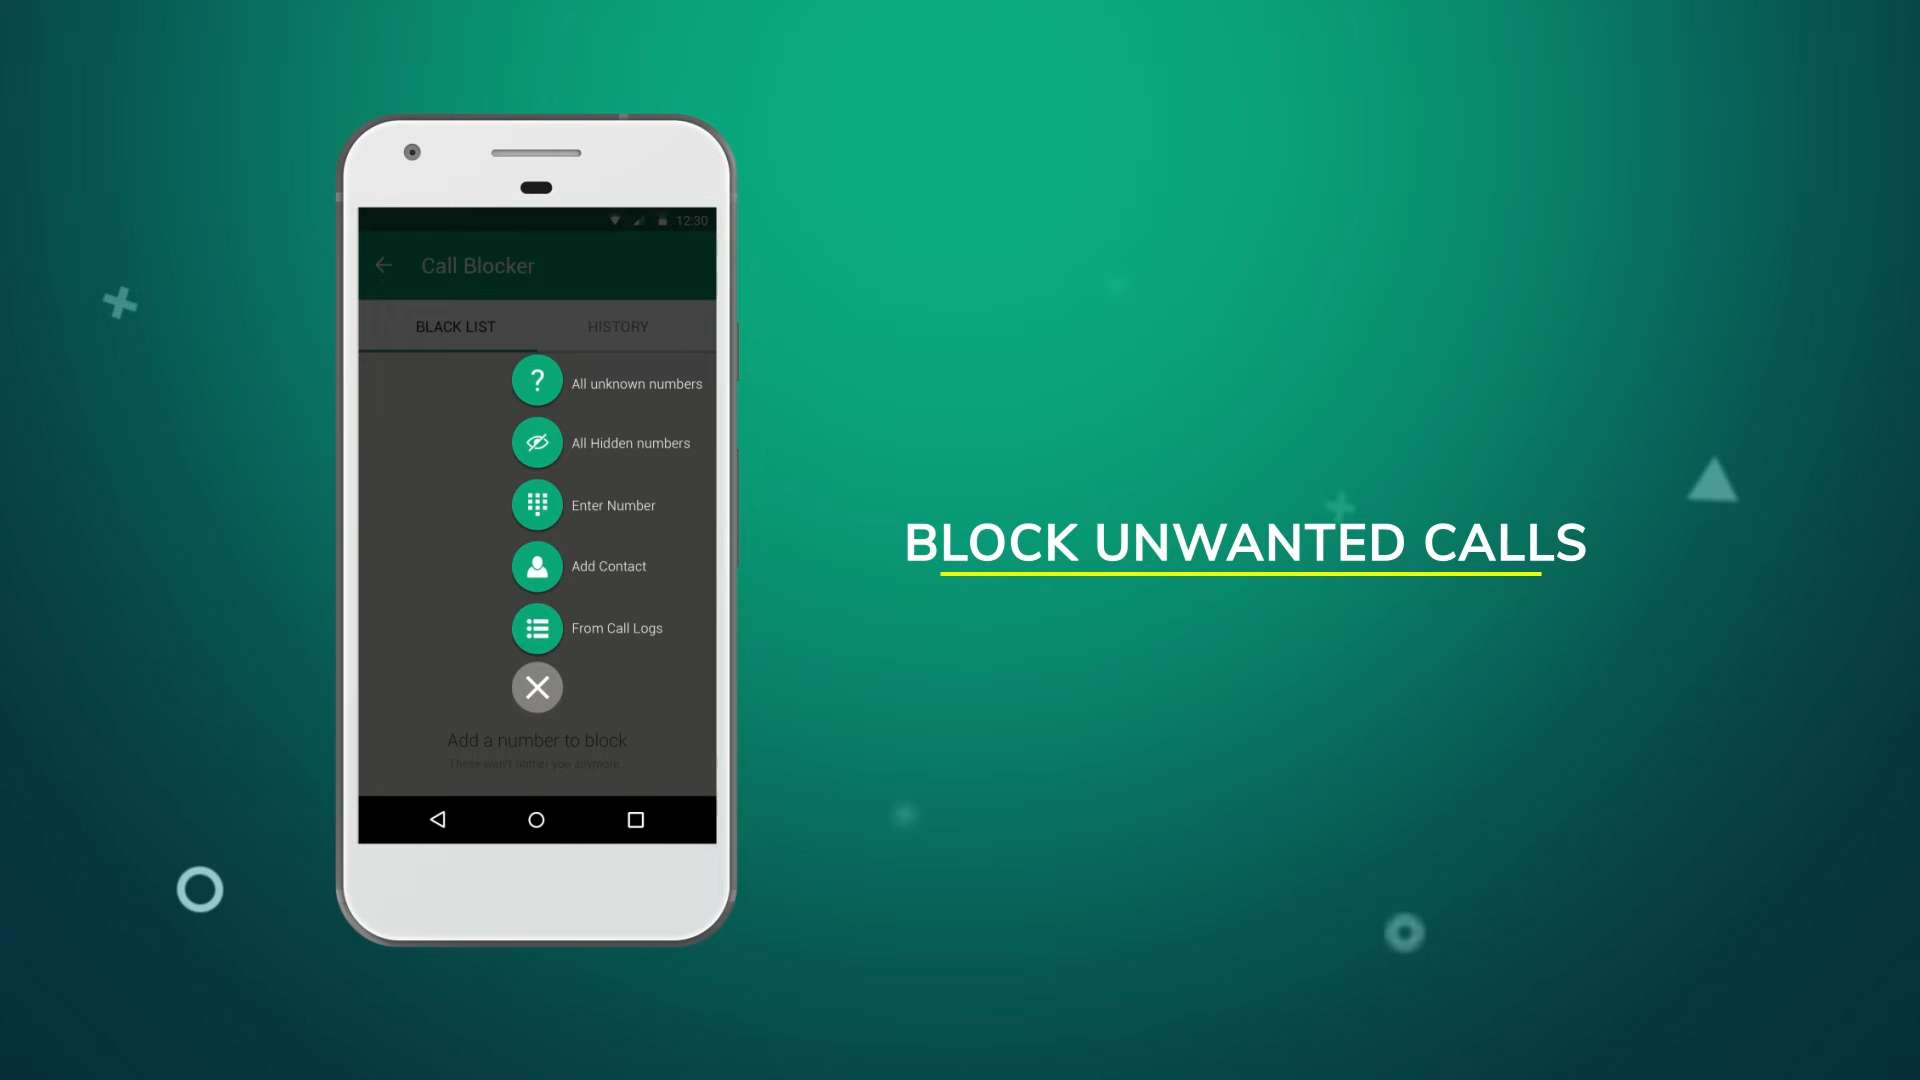 12:30
Call Blocker
BLACK LIST HISTORY
?
All unknown numbers
All Hidden numbers
Enter Number
Add Contact
From Call Logs
BLOCK UNWANTED CALLS
Add a number to block
These won't bother you anymore